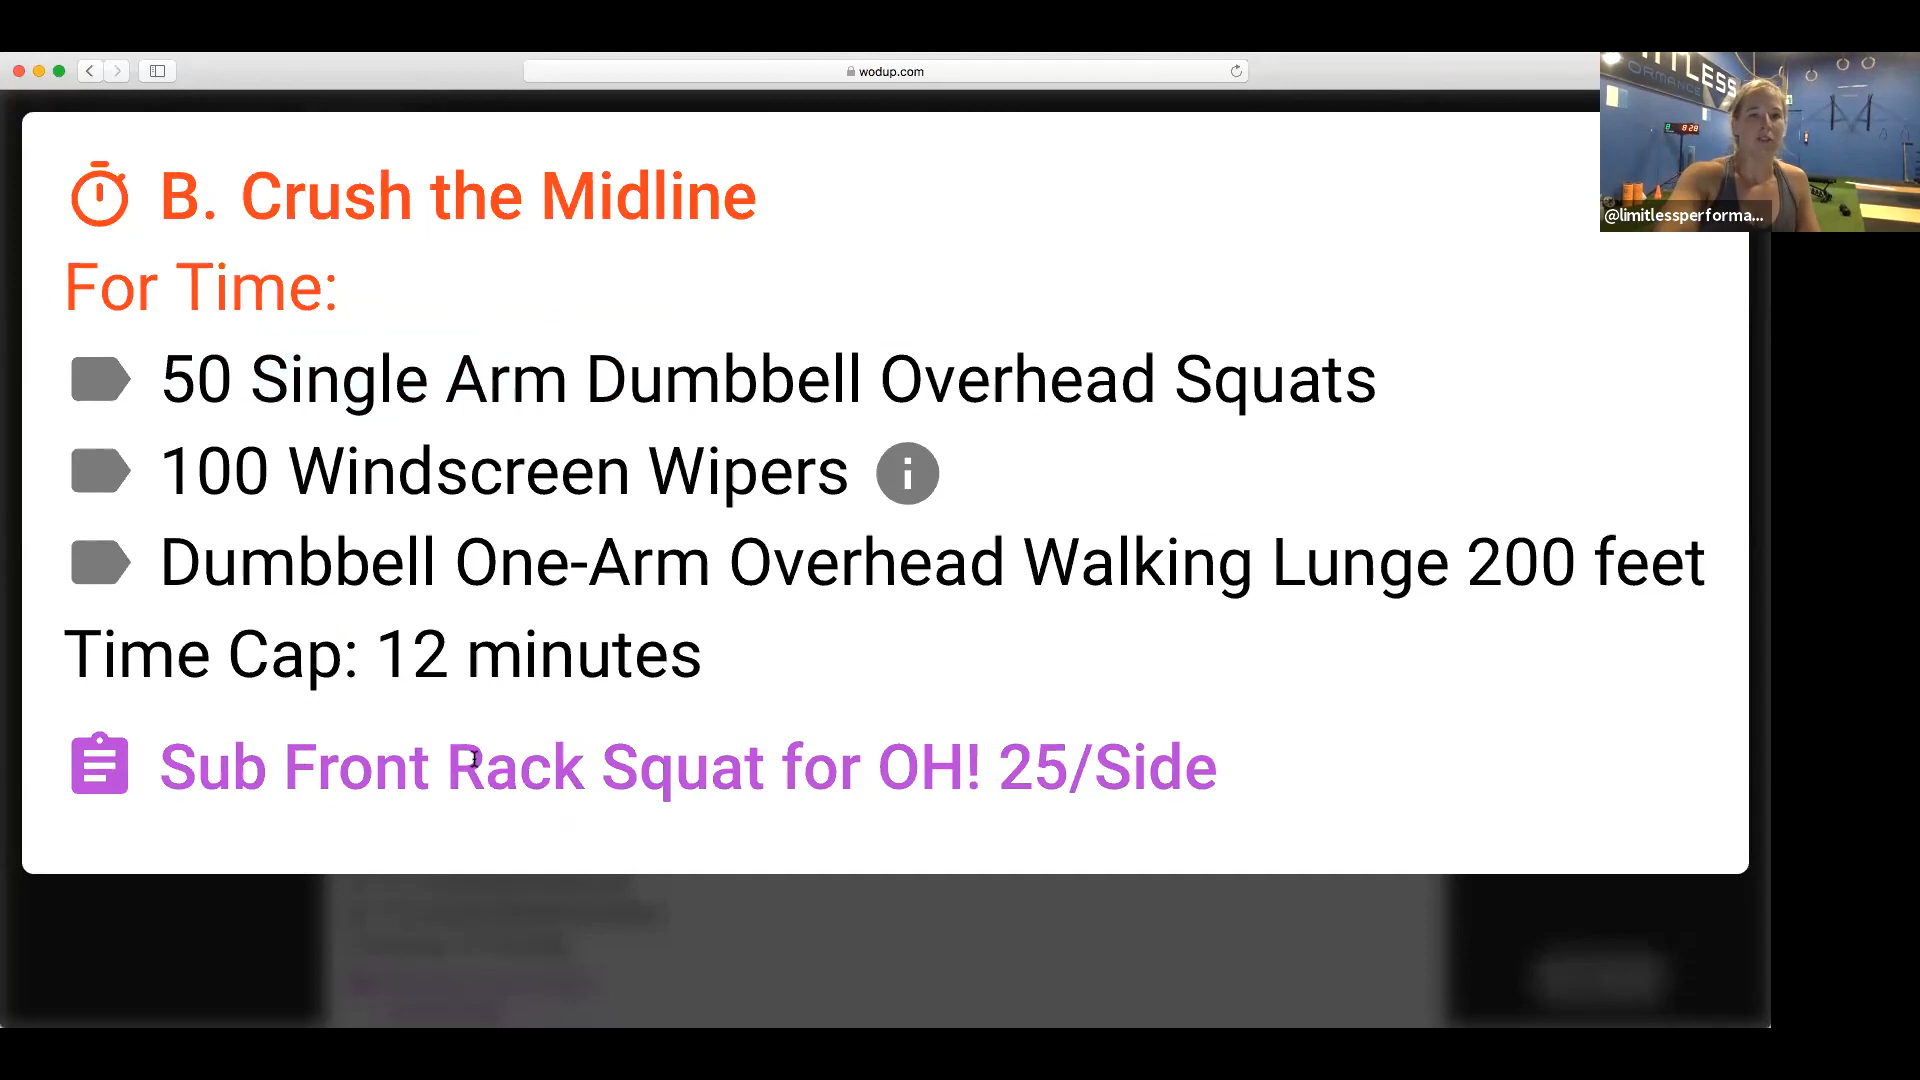 wodup.com
B. Crush the Midline
For Time:
50 Single Arm Dumbbell Overhead Squats
100 Windscreen Wipers
Dumbbell One-Arm Overhead Walking Lunge 200 feet
Time Cap: 12 minutes
Sub Front Rack Squat for OH! 25/Side
@limitlessperforma...